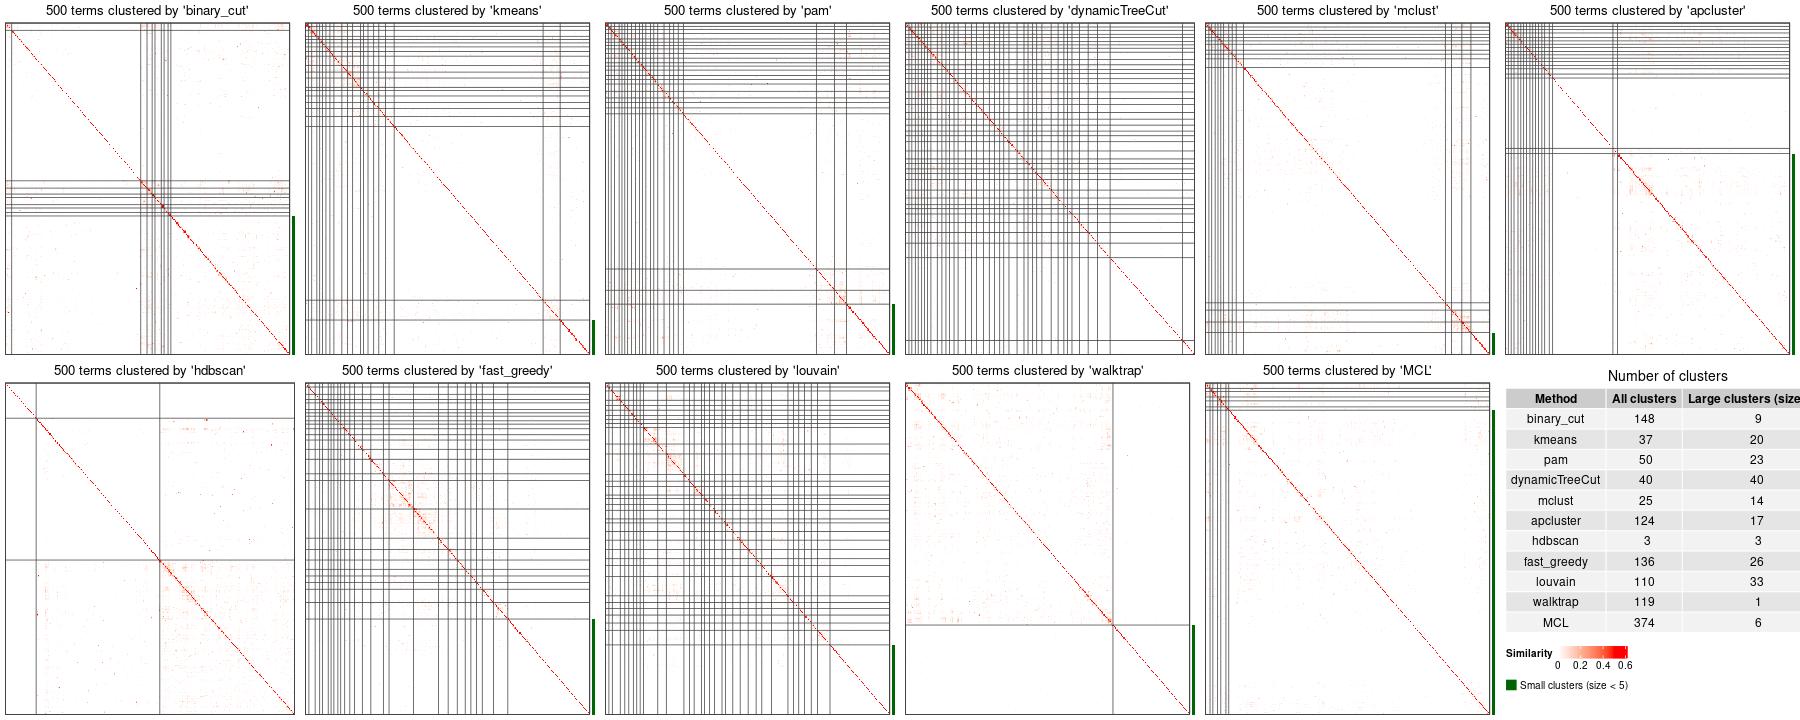 500 terms clustered by 'binary_cut'
500 terms clustered by 'kmeans'
500 terms clustered by 'pam'
500 terms clustered by 'dynamicTreeCut'
500 terms clustered by 'mclust'
500 terms clustered by 'apcluster'
500 terms clustered by 'hdbscan'
500 terms clustered by 'fast_greedy'
500 terms clustered by 'louvain'
500 terms clustered by 'walktrap'
500 terms clustered by 'MCL'
Number of clusters
Method All clusters Large clusters (size
binary_cut 148 9
kmeans 37 20
pam 50 23
dynamicTreeCut 40 40
mclust 25 14
apcluster 124 17
hdbscan 3 3
fast_greedy 136 26
louvain 110 33
walktrap 119 1
MCL 374 6
Similarity
0 0.2 0.4 0.6
Small clusters (size < 5)